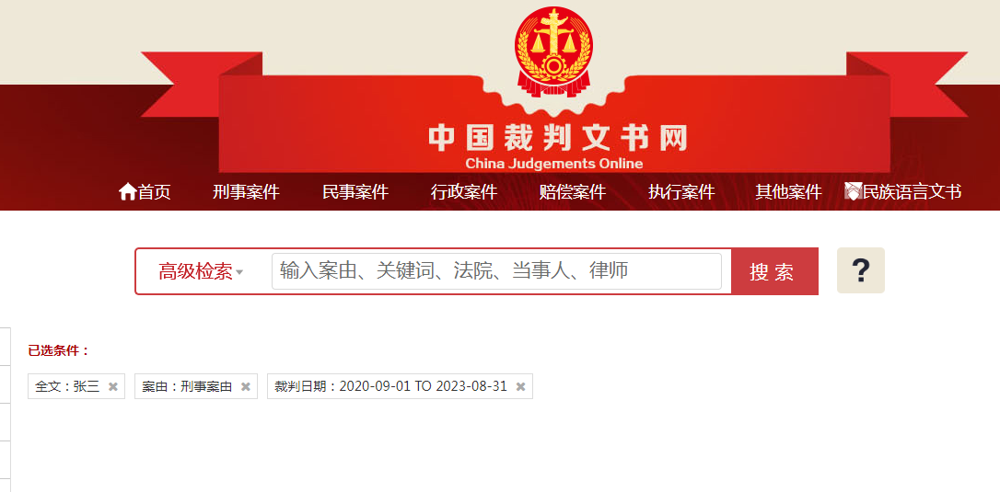 中国裁判文书网
China Judgements Online
首页 刑事案件 民事案件 行政案件 赔偿案件 执行案件 其他案件 民族语言文书
高级检索 输入案由、关键词、法院、当事人、律师 搜索 ?
已选条件：
全文：张三 ✖ 案由：刑事案由 ✖ 裁判日期：2020-09-01 TO 2023-08-31 ✖